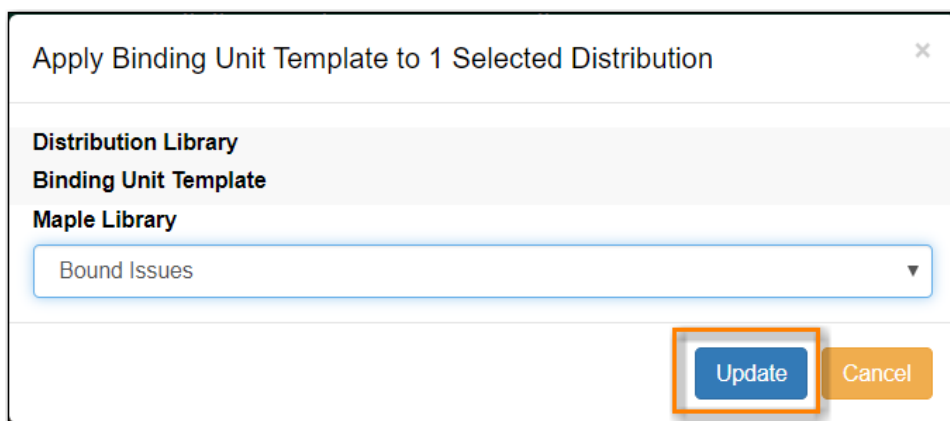 Apply Binding Unit Template to 1 Selected Distribution
×
Distribution Library
Binding Unit Template
Maple Library
Bound Issues
Update Cancel